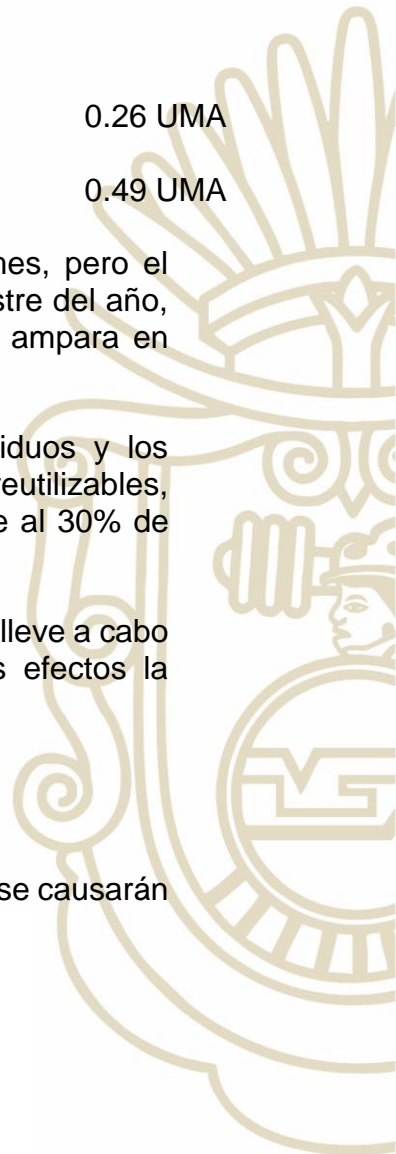 0.26 UMA
0.49 UMA
nes, pero el
stre del año,
ampara en
iduos y los
eutilizables,
e al 30% de
lleve a cabo
s efectos la
se causarán